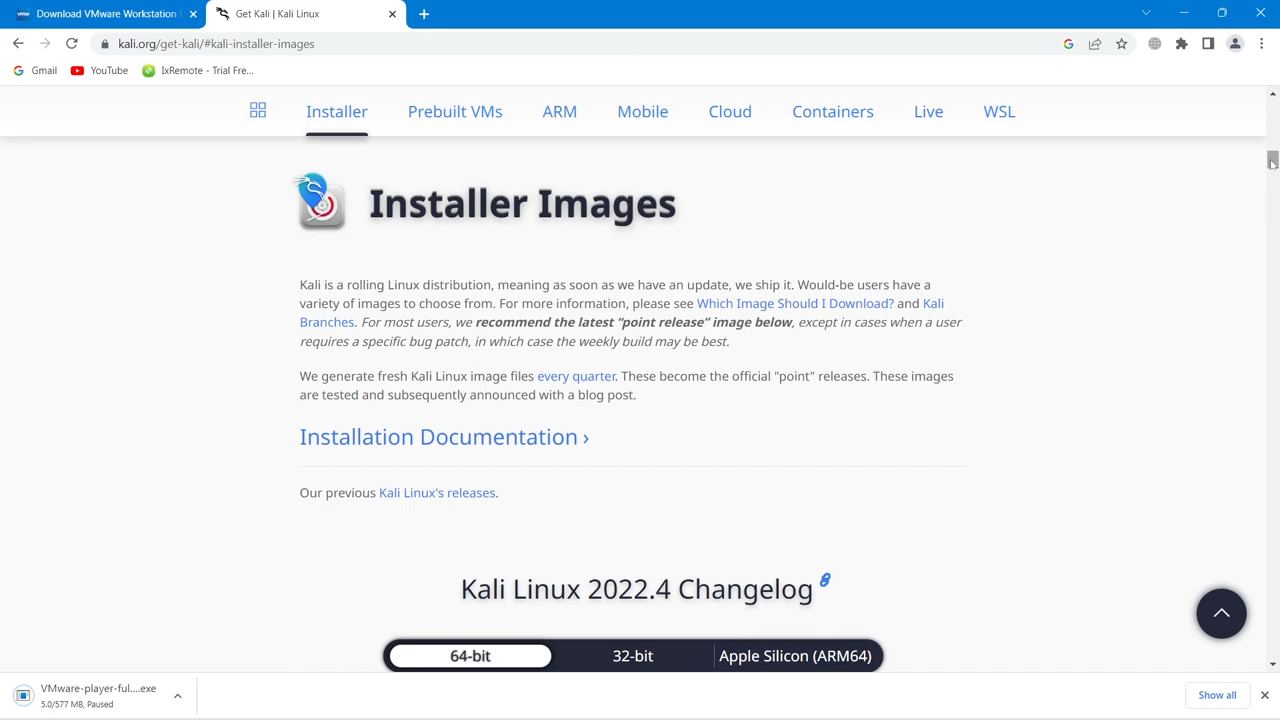 Download VMware Workstation
Get Kali | Kali Linux
kali.org/get-kali/#kali-installer-images
Gmail
YouTube
IxRemote - Trial Fre...
Installer
Prebuilt VMs
ARM
Mobile
Cloud
Containers
Live
WSL
Installer Images
Kali is a rolling Linux distribution, meaning as soon as we have an update, we ship it. Would-be users have a
variety of images to choose from. For more information, please see Which Image Should I Download? and Kali
Branches. For most users, we recommend the latest “point release” image below, except in cases when a user
requires a specific bug patch, in which case the weekly build may be best.
We generate fresh Kali Linux image files every quarter. These become the official "point" releases. These images
are tested and subsequently announced with a blog post.
Installation Documentation ›
Our previous Kali Linux's releases.
Kali Linux 2022.4 Changelog
64-bit
32-bit
Apple Silicon (ARM64)
VMware-player-ful....exe
5.0/577 MB, Paused
Show all